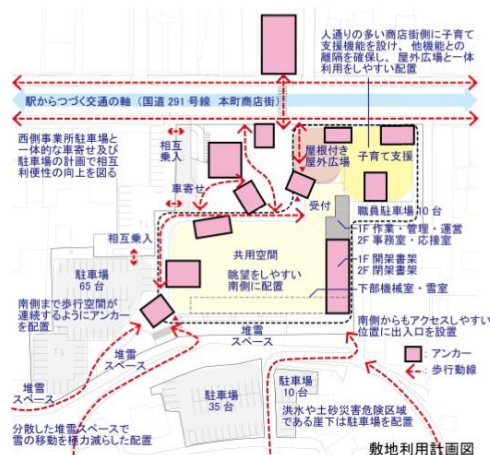 人通りの多い商店街側に子育て
支援機能を設け、他機能との
離隔を確保し、屋外広場と一体
利用をしやすい配置
駅からつづく交通の軸（国道291号線 本町商店街）
西側事業所駐車場と
一体的な車寄せ及び
駐車場の計画で相互
利便性の向上を図る
相互
乗入
車寄せ
屋根付き
屋外広場
子育て支援
受付
職員駐車場10台
1F 作業・管理・運営
2F 事務室・応接室
1F 開架書架
2F 閉架書架
下部機械室・雪室
相互乗入
駐車場
65台
共用空間
眺望をしやすい
南側に配置
南側まで歩行空間が
連続するようにアンカー
を配置
堆雪
スペース
堆雪
スペース
堆雪
スペース
南側からもアクセスしやすい
位置に出入口を設置
:アンカー
:歩行動線
駐車場
35台
駐車場
10台
洪水や土砂災害危険区域
である崖下は駐車場を配置
分散した堆雪スペースで
雪の移動を極力減らした配置
敷地利用計画図